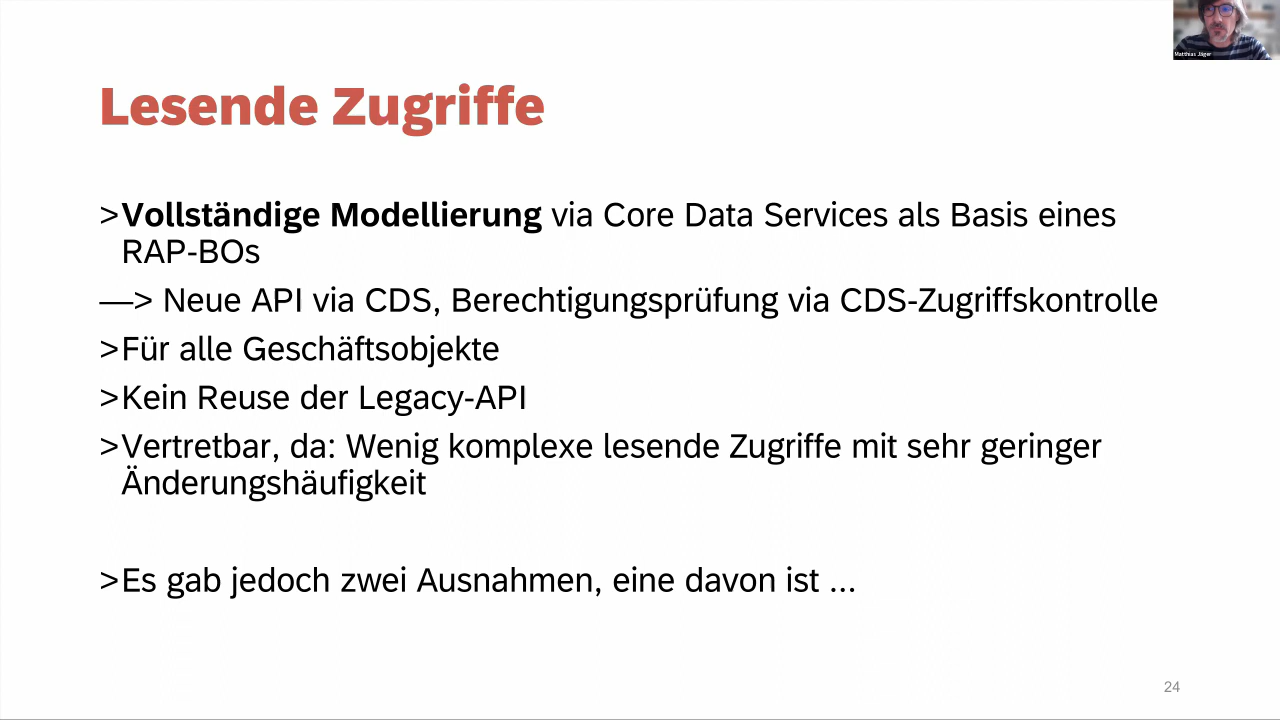 Matthias Jäger
Lesende Zugriffe
>Vollständige Modellierung via Core Data Services als Basis eines
RAP-BOs
—> Neue API via CDS, Berechtigungsprüfung via CDS-Zugriffskontrolle
>Für alle Geschäftsobjekte
>Kein Reuse der Legacy-API
>Vertretbar, da: Wenig komplexe lesende Zugriffe mit sehr geringer
Änderungshäufigkeit
>Es gab jedoch zwei Ausnahmen, eine davon ist ...
24